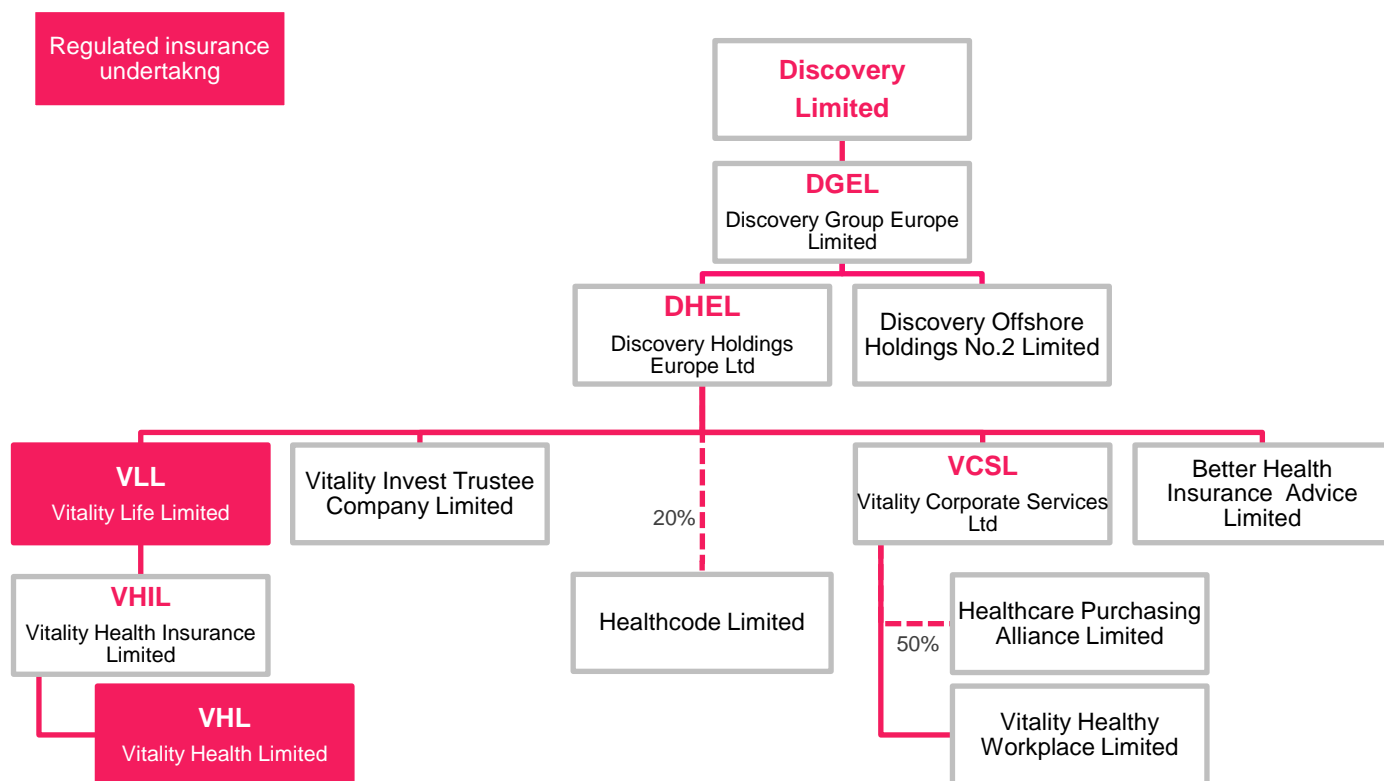 Regulated insurance
undertakng
Discovery
Limited
DGEL
Discovery Group Europe
Limited
DHEL
Discovery Holdings
Europe Ltd
Discovery Offshore
Holdings No.2 Limited
VLL
Vitality Life Limited
Vitality Invest Trustee
Company Limited
20%
VCSL
Vitality Corporate Services
Ltd
Better Health
Insurance Advice
Limited
VHIL
Vitality Health Insurance
Limited
Healthcode Limited
50%
Healthcare Purchasing
Alliance Limited
VHL
Vitality Health Limited
Vitality Healthy
Workplace Limited